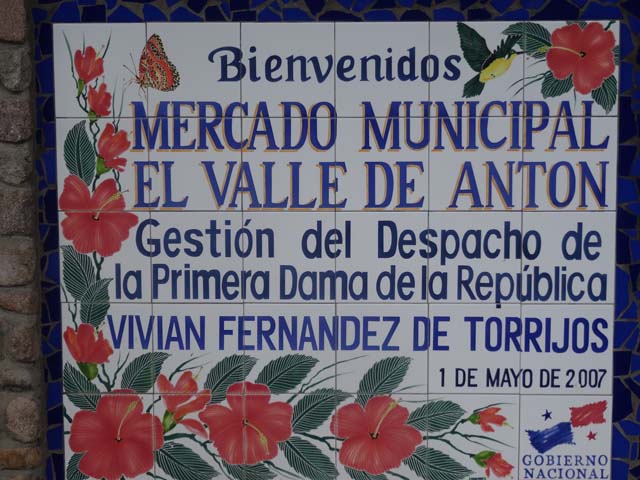 Bienvenidos
MERCADO MUNICIPAL
EL VALLE DE ANTON
Gestión del Despacho de
la Primera Dama de la República
VIVIAN FERNANDEZ DE TORRIJOS
1 DE MAYO DE 2007
GOBIERNO
NACIONAL